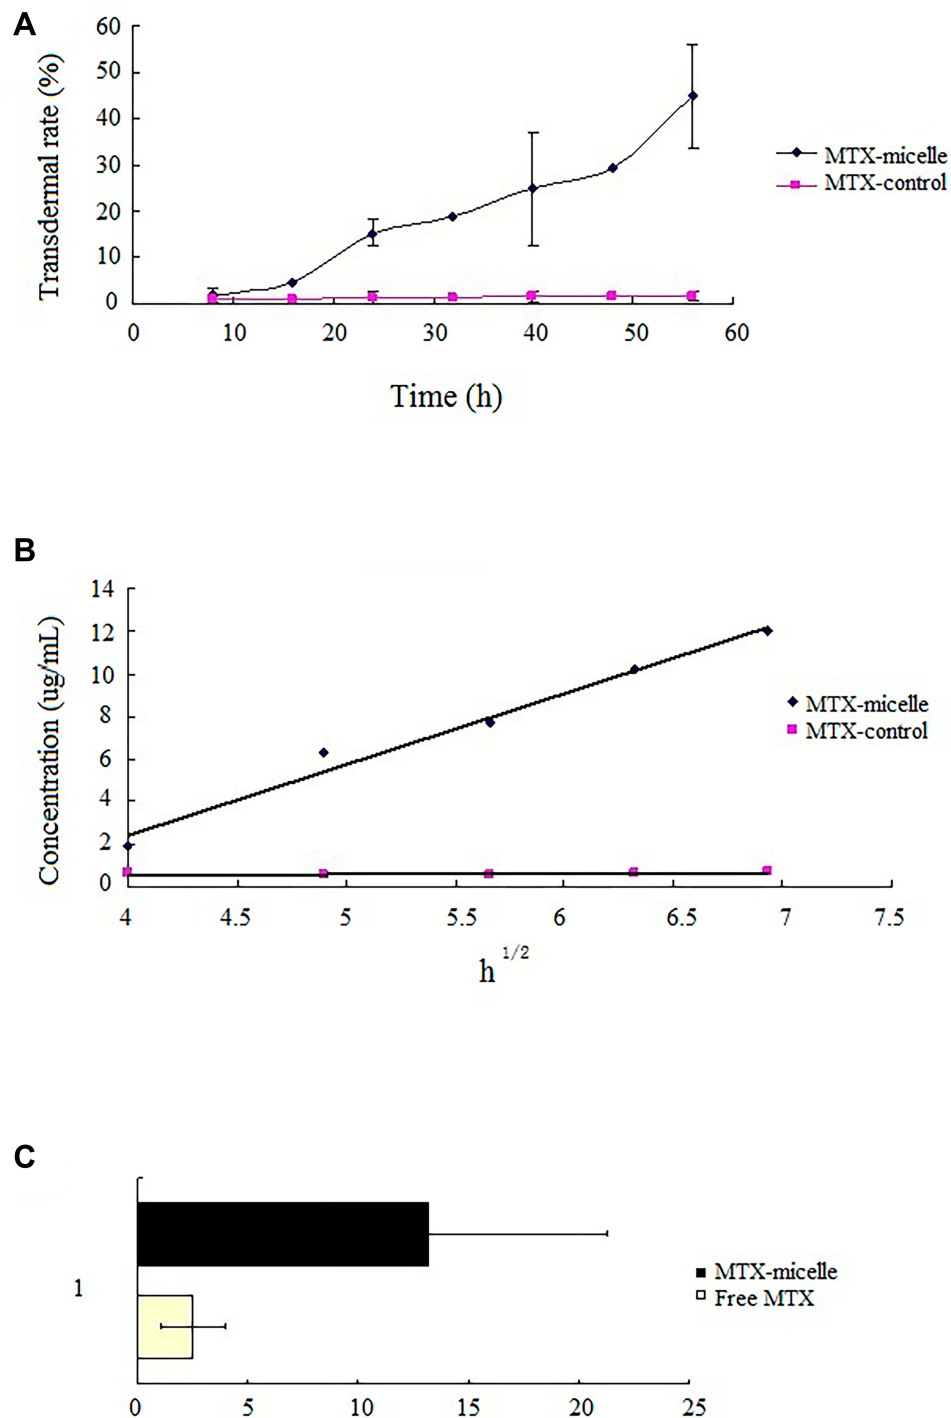 A
60
50
40
30
20
10
0
Transdermal rate (%)
0 10 20 30 40 50 60
Time (h)
MTX-micelle
MTX-control
B
14
12
10
8
6
4
2
0
Concentration (ug/mL)
4 4.5 5 5.5 6 6.5 7 7.5
h 1/2
MTX-micelle
MTX-control
C
1
0 5 10 15 20 25
MTX-micelle
Free MTX